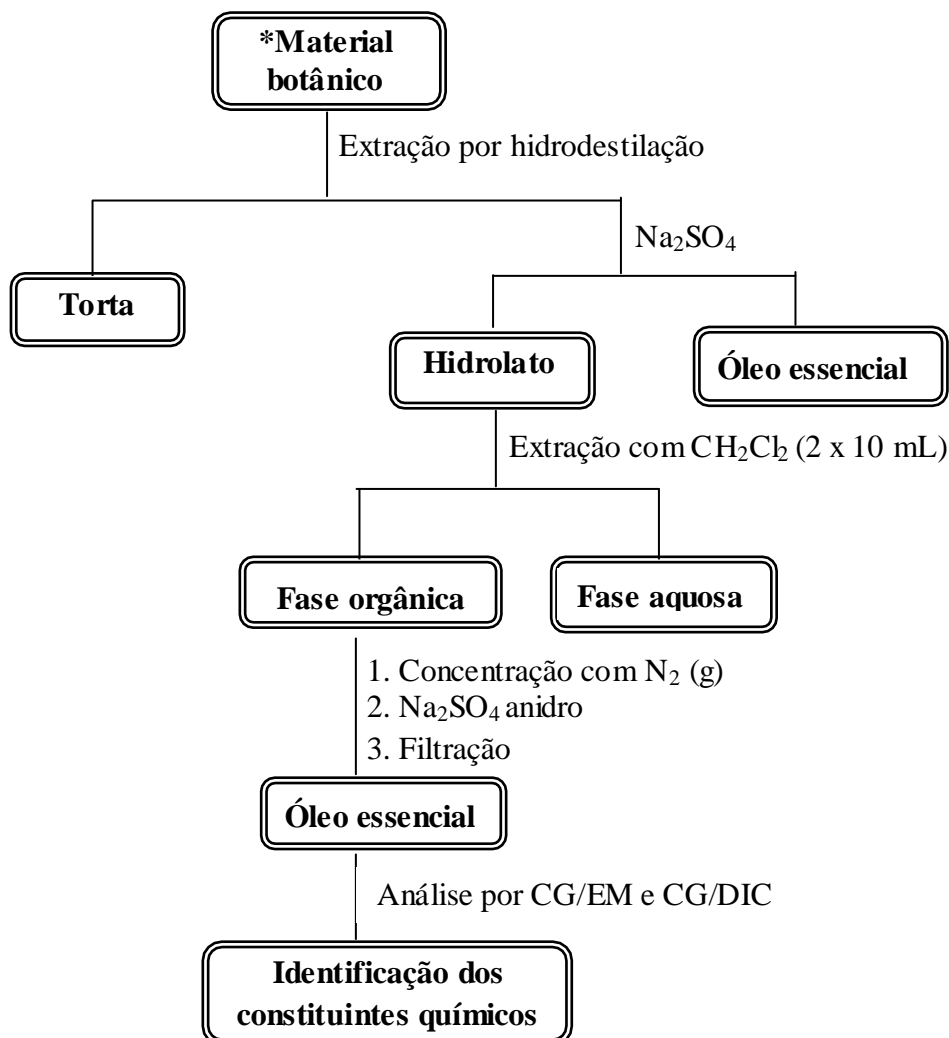 *Material
botânico
Extração por hidrodestilação
Na₂SO₄
Torta
Hidrolato
Óleo essencial
Extração com CH₂Cl₂ (2 x 10 mL)
Fase orgânica
Fase aquosa
1. Concentração com N₂ (g)
2. Na₂SO₄ anidro
3. Filtração
Óleo essencial
Análise por CG/EM e CG/DIC
Identificação dos
constituintes químicos